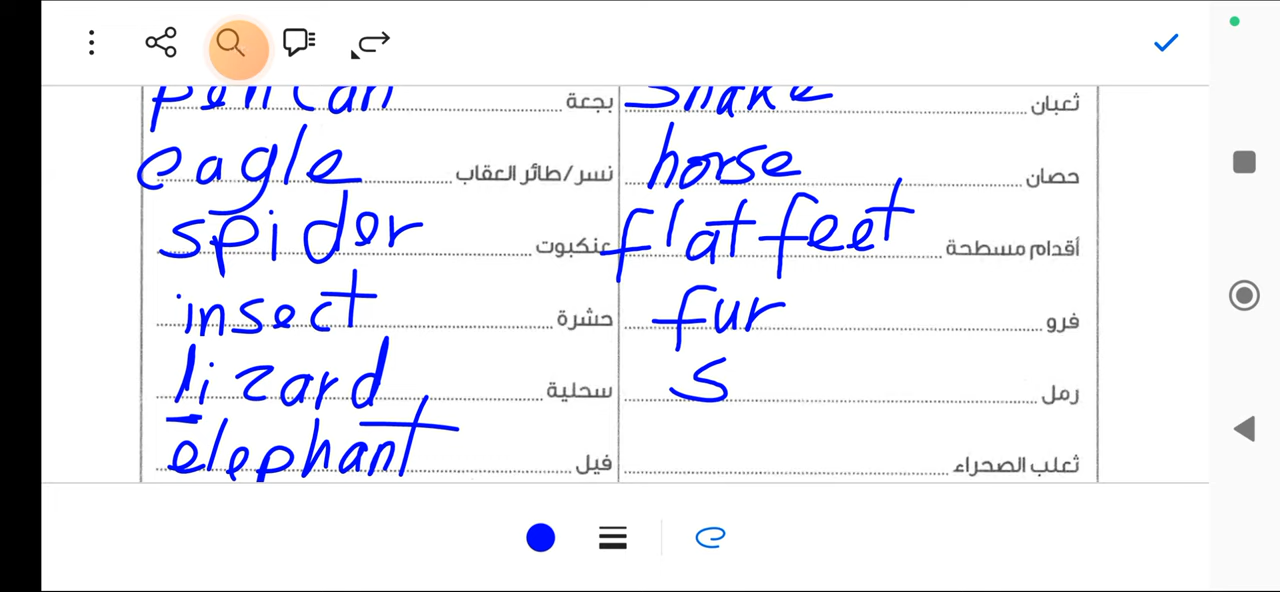 pelican بجعة snake ثعبان
eagle نسر/طائر العقاب horse حصان
spider عنكبوت flat feet أقدام مسطحة
insect حشرة fur فرو
lizard سحلية s رمل
elephant فيل ثعلب الصحراء